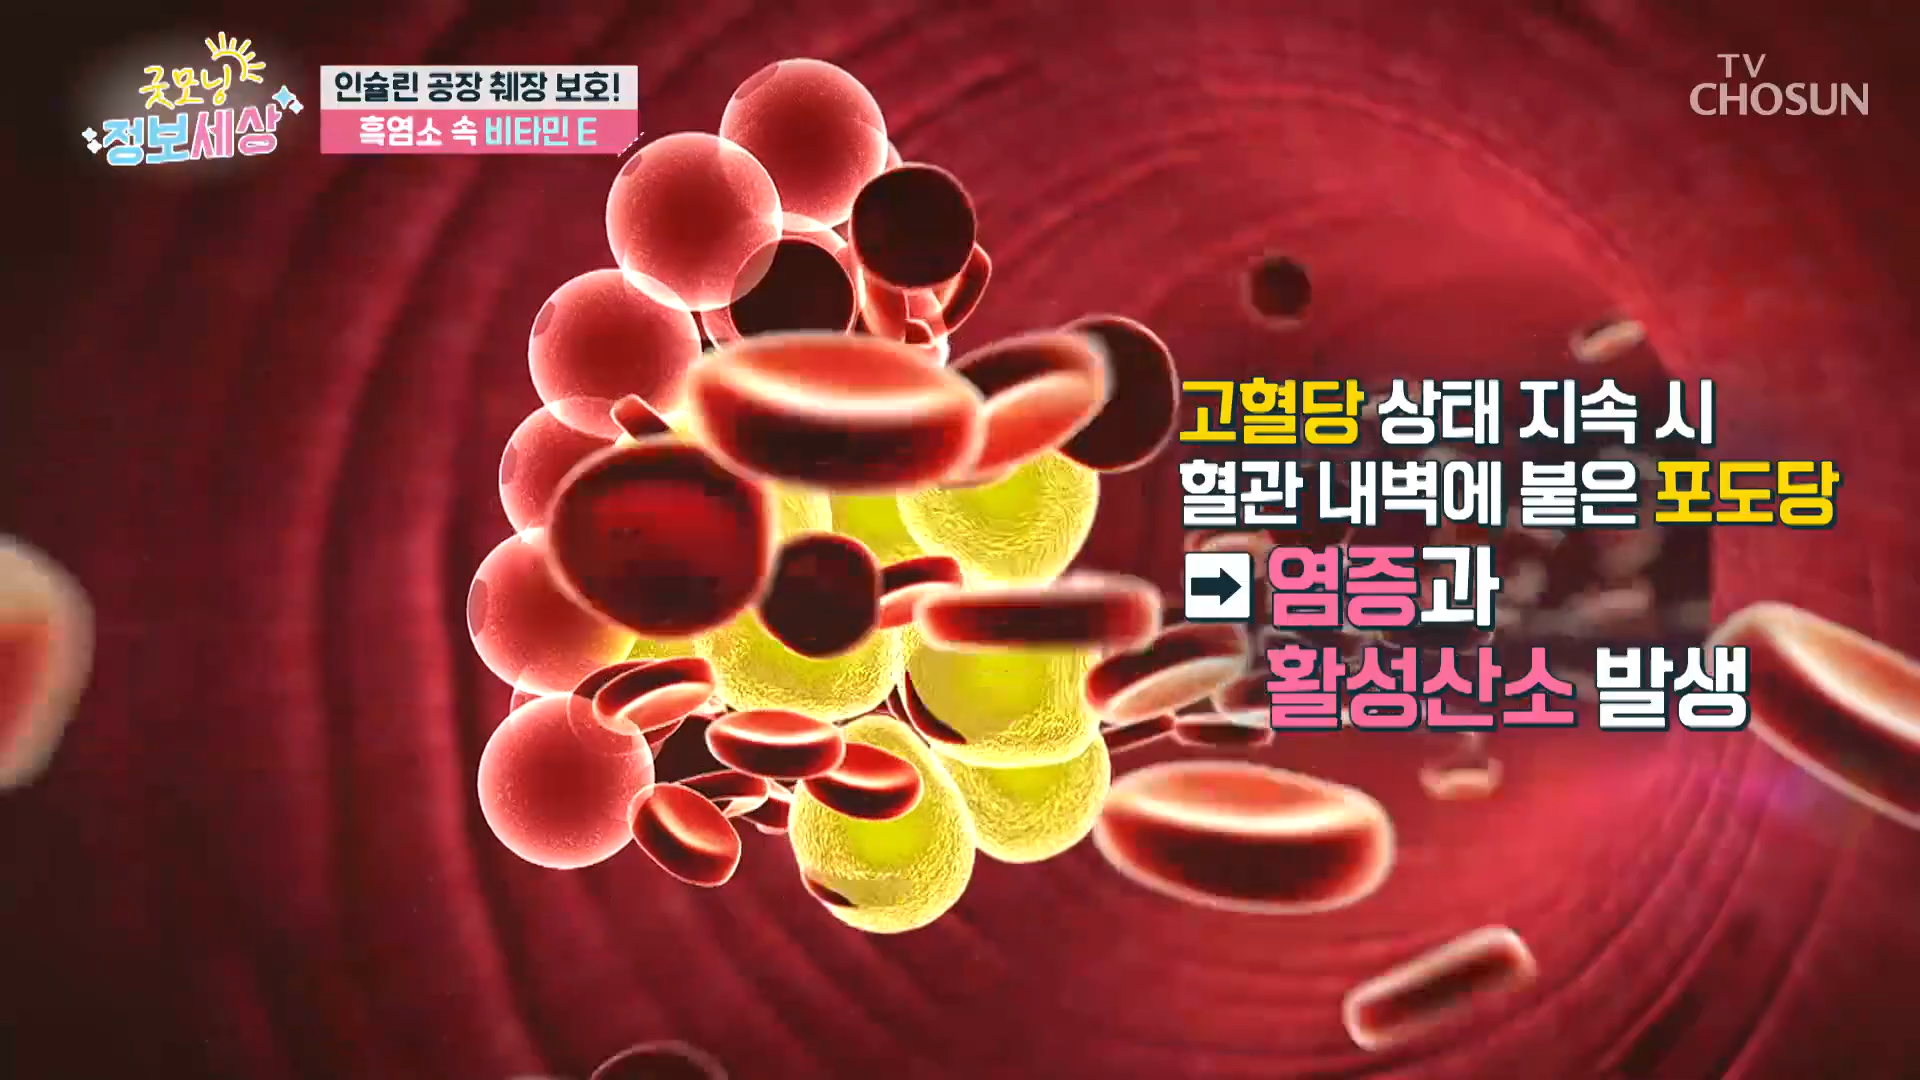 굿모닝
정보세상
인슐린 공장 췌장 보호!
흑염소 속 비타민 E
TV
CHOSUN
고혈당 상태 지속 시
혈관 내벽에 붙은 포도당
➡ 염증과
활성산소 발생